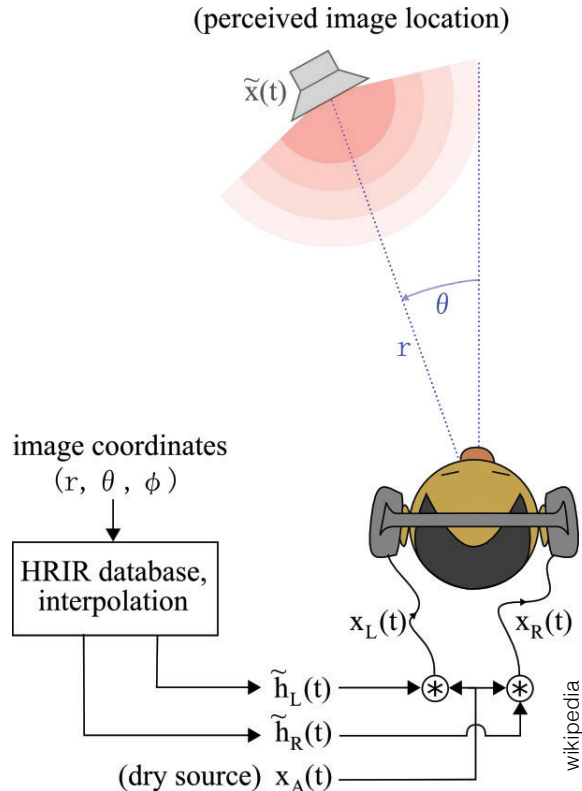 (perceived image location)
x̃(t)
θ
r
image coordinates
(r, θ, ϕ)
HRIR database,
interpolation
x_L(t)
x_R(t)
h̃_L(t)
h̃_R(t)
(dry source) x_A(t)
wikipedia